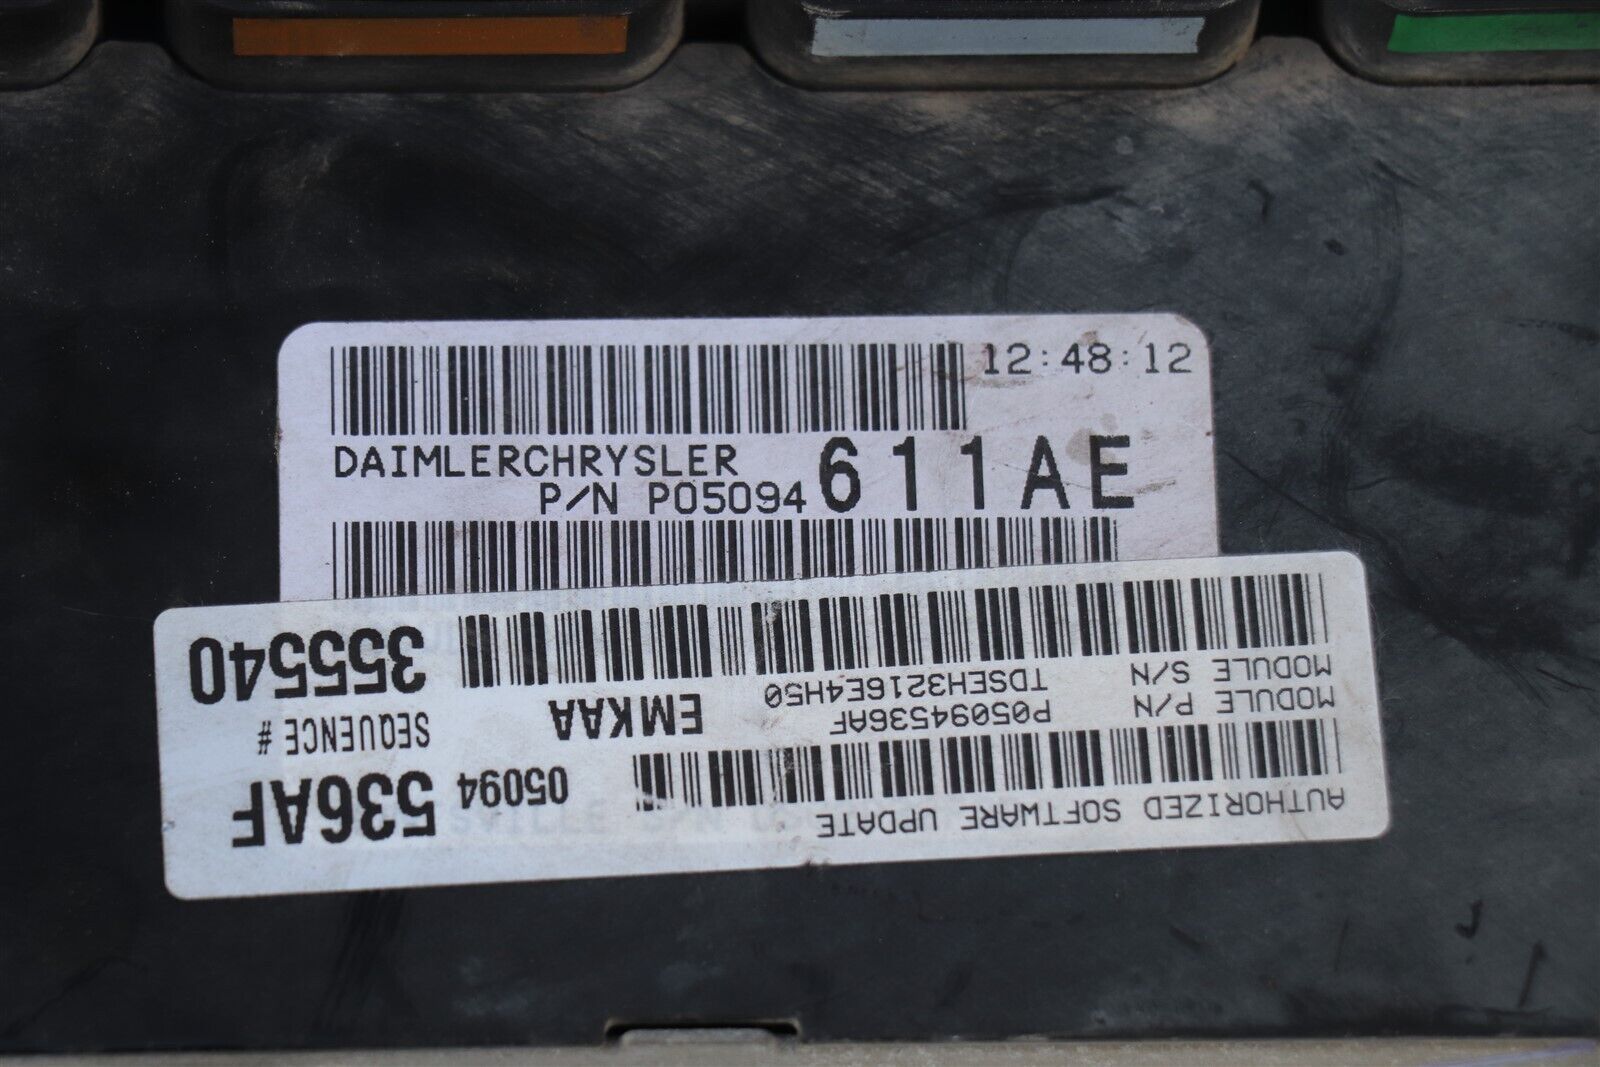 12:48:12
DAIMLERCHRYSLER
P/N P05094 611AE
AUTHORIZED SOFTWARE UPDATE
05094 536AF
MODULE P/N P05094536AF
MODULE S/N TDSEH3216E4H50
EMKAA
SEQUENCE #
355540